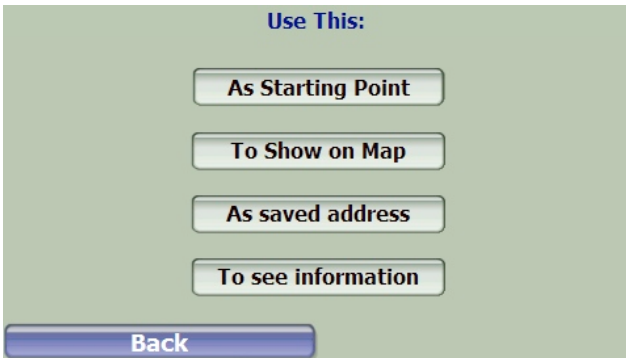 Use This:
As Starting Point
To Show on Map
As saved address
To see information
Back